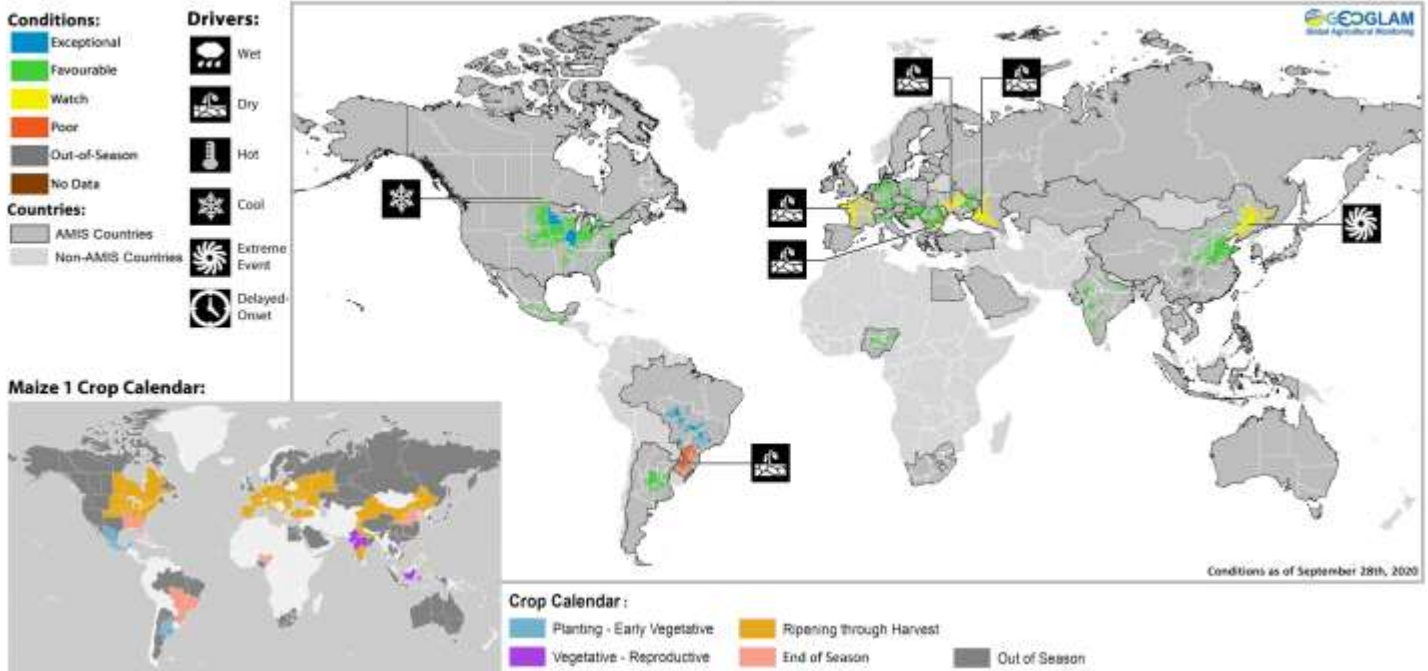 Conditions:
Exceptional
Favourable
Watch
Poor
Out-of-Season
No Data
Countries:
AMIS Countries
Non-AMIS Countries
Drivers:
Wet
Dry
Hot
Cool
Extreme
Event
Delayed-
Onset
GEOGLAM
Global Agricultural Monitoring
Conditions as of September 28th, 2020
Maize 1 Crop Calendar:
Crop Calendar :
Planting - Early Vegetative
Vegetative - Reproductive
Ripening through Harvest
End of Season
Out of Season